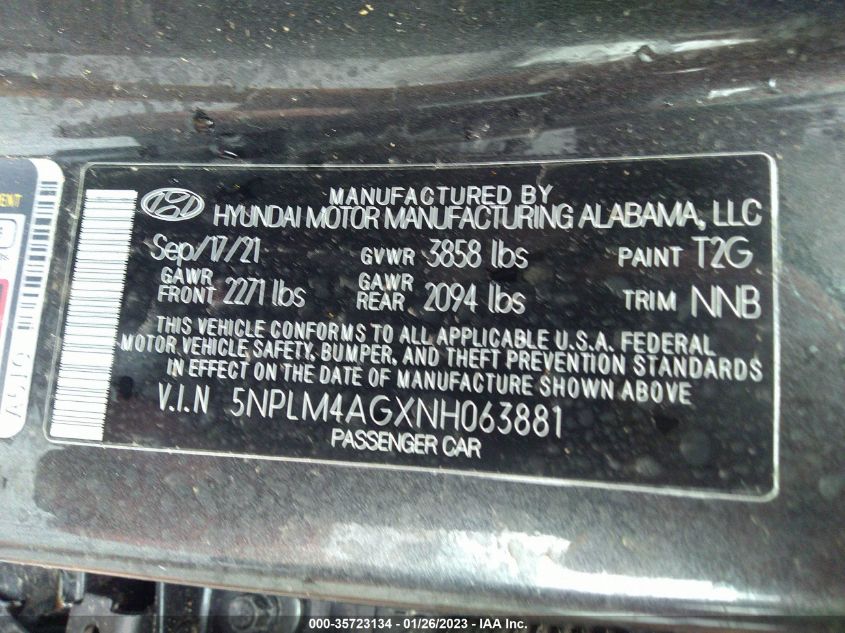 MANUFACTURED BY
HYUNDAI MOTOR MANUFACTURING ALABAMA, LLC
Sep/17/21 GVWR 3858 lbs PAINT T2G
GAWR FRONT 2271 lbs GAWR REAR 2094 lbs TRIM NNB
THIS VEHICLE CONFORMS TO ALL APPLICABLE U.S.A. FEDERAL
MOTOR VEHICLE SAFETY, BUMPER, AND THEFT PREVENTION STANDARDS
IN EFFECT ON THE DATE OF MANUFACTURE SHOWN ABOVE.
V.I.N 5NPLM4AGXNH063881
PASSENGER CAR
000-35723134 - 01/26/2023 - IAA Inc.